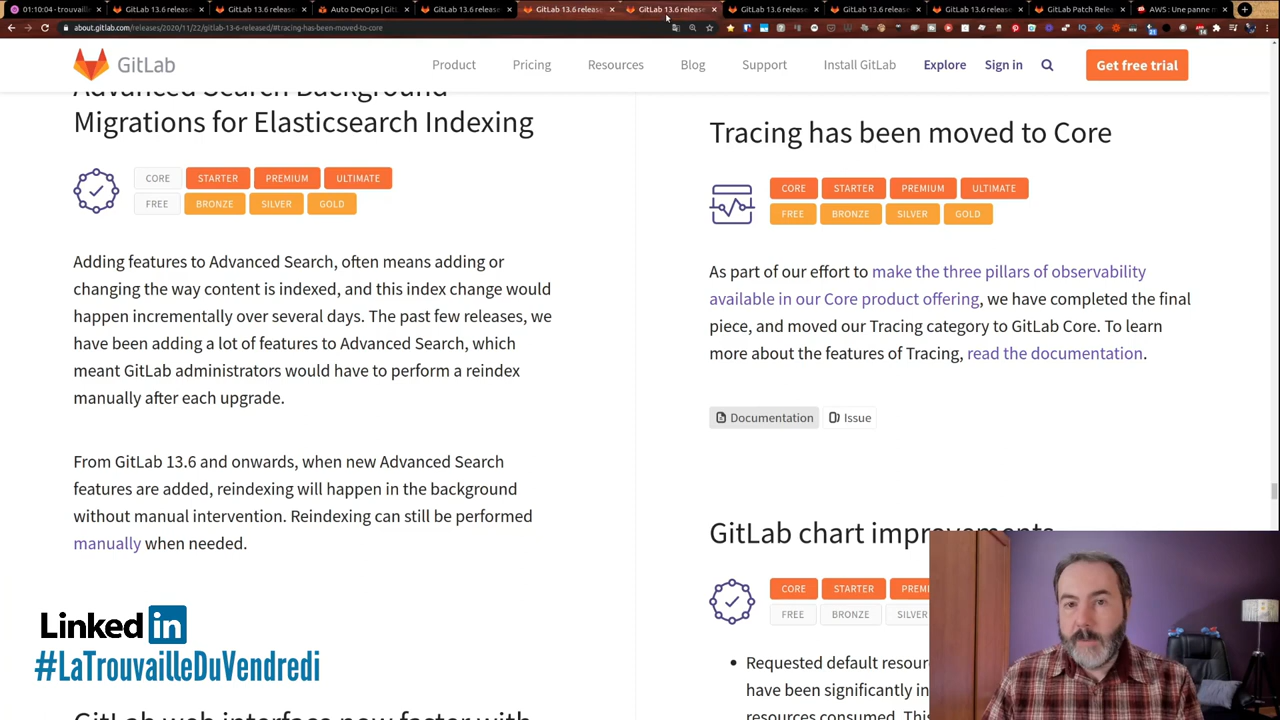 01:10:04 - trouvaill
GitLab 13.6 release
GitLab 13.6 release
Auto DevOps | Git
GitLab 13.6 release
GitLab 13.6 release
GitLab 13.6 release
GitLab 13.6 release
GitLab 13.6 release
GitLab 13.6 release
GitLab Patch Relea
AWS : Une panne m
about.gitlab.com/releases/2020/11/22/gitlab-13-6-released/#tracing-has-been-moved-to-core
GitLab
Product
Pricing
Resources
Blog
Support
Install GitLab
Explore
Sign in
Get free trial
Advanced Search Background
Migrations for Elasticsearch Indexing
CORE STARTER PREMIUM ULTIMATE
FREE BRONZE SILVER GOLD
Adding features to Advanced Search, often means adding or
changing the way content is indexed, and this index change would
happen incrementally over several days. The past few releases, we
have been adding a lot of features to Advanced Search, which
meant GitLab administrators would have to perform a reindex
manually after each upgrade.
From GitLab 13.6 and onwards, when new Advanced Search
features are added, reindexing will happen in the background
without manual intervention. Reindexing can still be performed
manually when needed.
GitLab web interface now faster with
Tracing has been moved to Core
CORE STARTER PREMIUM ULTIMATE
FREE BRONZE SILVER GOLD
As part of our effort to make the three pillars of observability
available in our Core product offering, we have completed the final
piece, and moved our Tracing category to GitLab Core. To learn
more about the features of Tracing, read the documentation.
Documentation
Issue
GitLab chart improvements
CORE STARTER PREMI
FREE BRONZE SILVER
Requested default resour
have been significantly in
resources consumed. This
Linked in
#LaTrouvailleDuVendredi